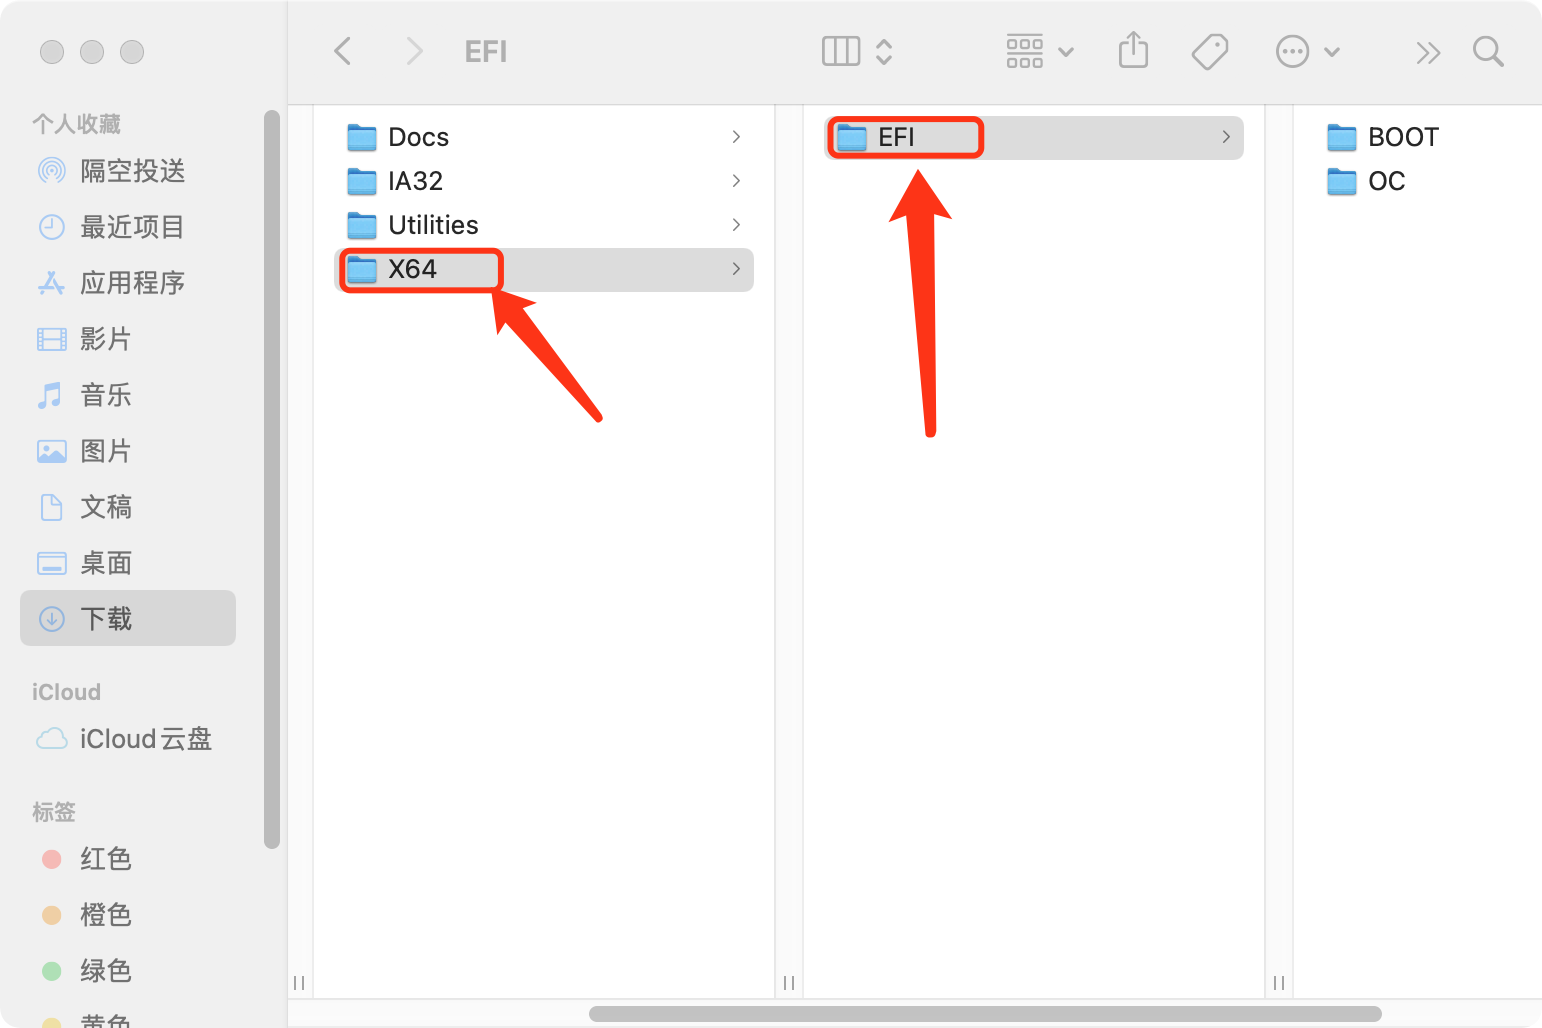 EFI
个人收藏
隔空投送
最近项目
应用程序
影片
音乐
图片
文稿
桌面
下载
iCloud
iCloud云盘
标签
红色
橙色
绿色
黄色
Docs
IA32
Utilities
X64
EFI
BOOT
OC